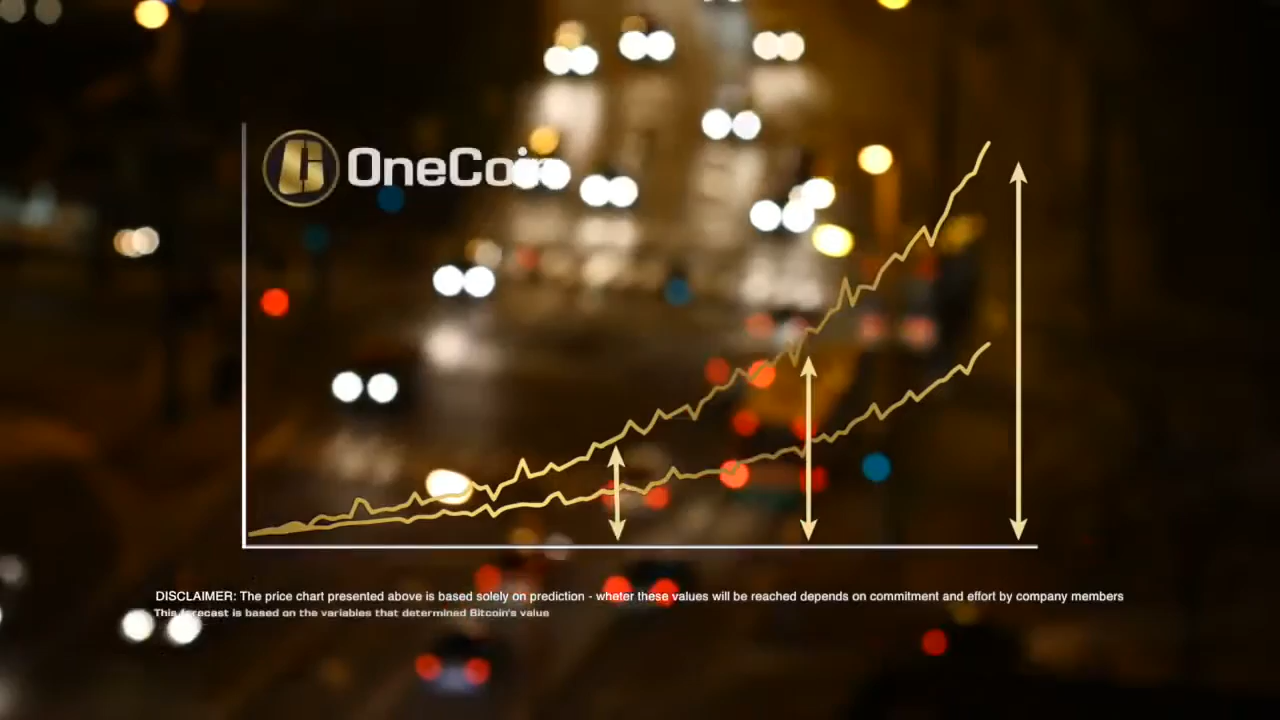 OneCoin
DISCLAIMER: The price chart presented above is based solely on prediction - wheter these values will be reached depends on commitment and effort by company members
This forecast is based on the variables that determined Bitcoin's value